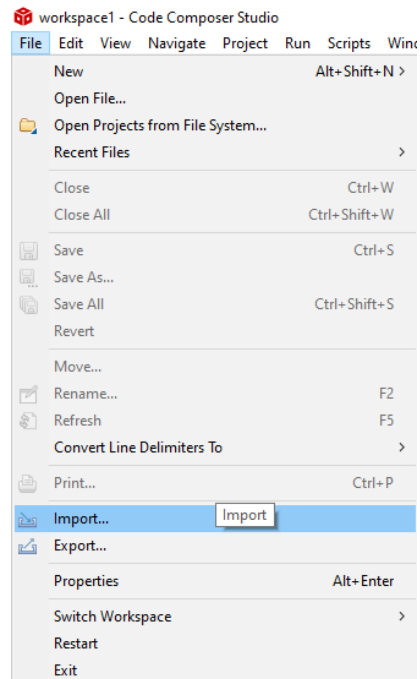 workspace1 - Code Composer Studio
File Edit View Navigate Project Run Scripts
New Alt+Shift+N >
Open File...
Open Projects from File System...
Recent Files >
Close Ctrl+W
Close All Ctrl+Shift+W
Save Ctrl+S
Save As...
Save All Ctrl+Shift+S
Revert
Move...
Rename... F2
Refresh F5
Convert Line Delimiters To >
Print... Ctrl+P
Import
Import...
Export...
Properties Alt+Enter
Switch Workspace >
Restart
Exit